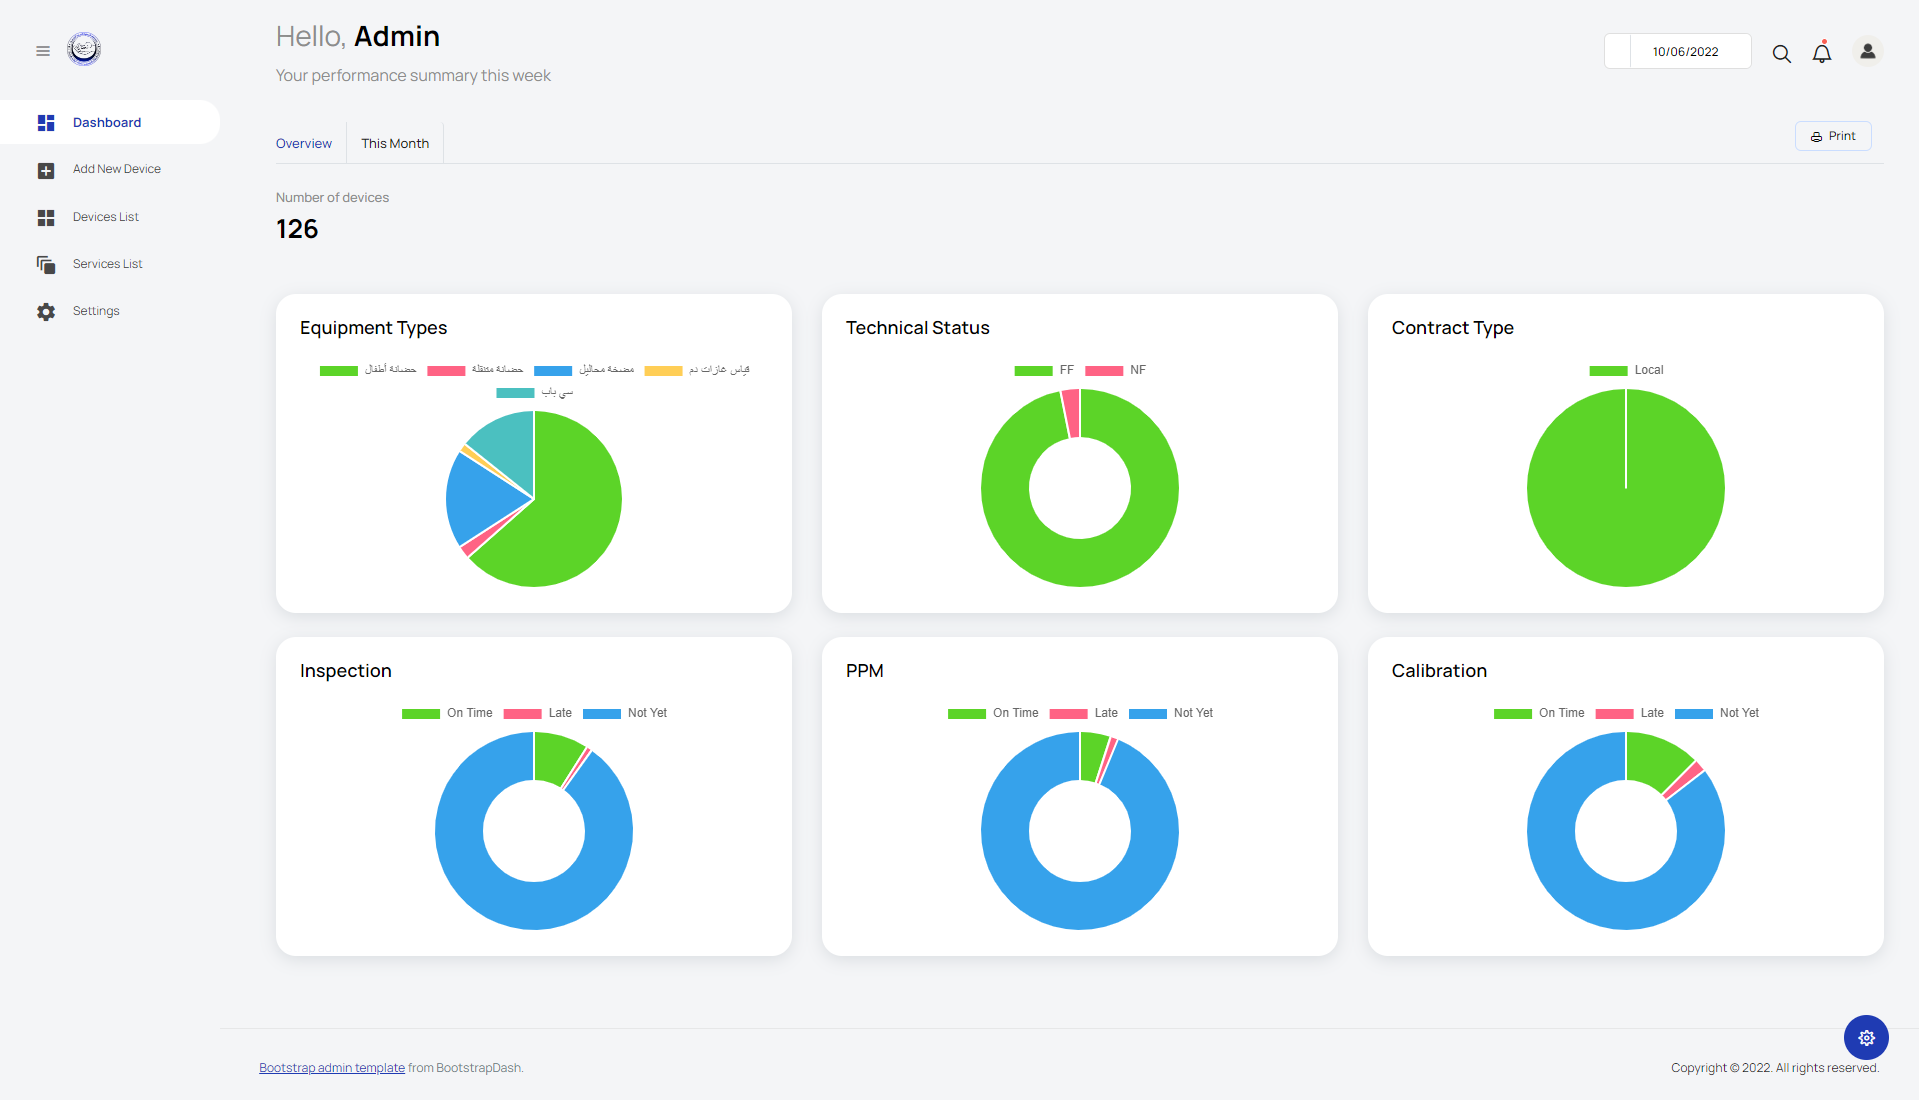 Hello, Admin
Your performance summary this week
10/06/2022
Dashboard
Add New Device
Devices List
Services List
Settings
Overview
This Month
Print
Number of devices
126
Equipment Types
حضانة أطفال
حضانة متنقلة
مضخة محاليل
قياس غازات دم
سي باب
Technical Status
FF
NF
Contract Type
Local
Inspection
On Time
Late
Not Yet
PPM
On Time
Late
Not Yet
Calibration
On Time
Late
Not Yet
Bootstrap admin template from BootstrapDash.
Copyright © 2022. All rights reserved.